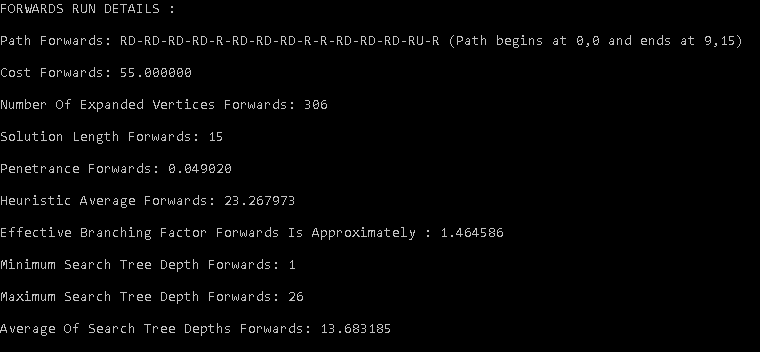 FORWARDS RUN DETAILS :
Path Forwards: RD-RD-RD-RD-R-RD-RD-RD-R-R-RD-RD-RD-RU-R (Path begins at 0,0 and ends at 9,15)
Cost Forwards: 55.000000
Number Of Expanded Vertices Forwards: 306
Solution Length Forwards: 15
Penetrance Forwards: 0.049020
Heuristic Average Forwards: 23.267973
Effective Branching Factor Forwards Is Approximately : 1.464586
Minimum Search Tree Depth Forwards: 1
Maximum Search Tree Depth Forwards: 26
Average Of Search Tree Depths Forwards: 13.683185